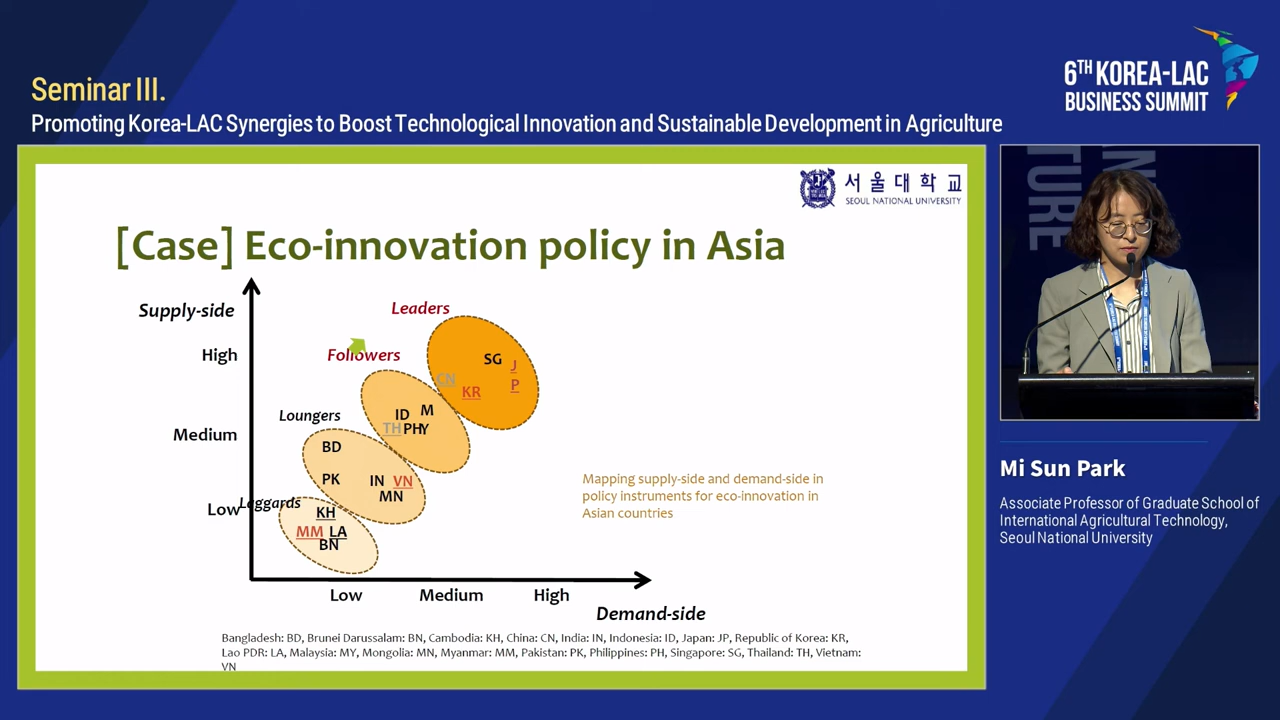 Seminar III.
Promoting Korea-LAC Synergies to Boost Technological Innovation and Sustainable Development in Agriculture
6TH KOREA-LAC
BUSINESS SUMMIT
서울대학교
SEOUL NATIONAL UNIVERSITY
[Case] Eco-innovation policy in Asia
Supply-side
High
Medium
Low
Leaders
Followers
Loungers
Laggards
SG
J
P
CN
KR
ID
M
TH
PH
Y
BD
PK
IN
VN
MN
KH
MM
LA
BN
Mapping supply-side and demand-side in
policy instruments for eco-innovation in
Asian countries
Low
Medium
High
Demand-side
Bangladesh: BD, Brunei Darussalam: BN, Cambodia: KH, China: CN, India: IN, Indonesia: ID, Japan: JP, Republic of Korea: KR,
Lao PDR: LA, Malaysia: MY, Mongolia: MN, Myanmar: MM, Pakistan: PK, Philippines: PH, Singapore: SG, Thailand: TH, Vietnam:
VN
TURE
Mi Sun Park
Associate Professor of Graduate School of
International Agricultural Technology,
Seoul National University